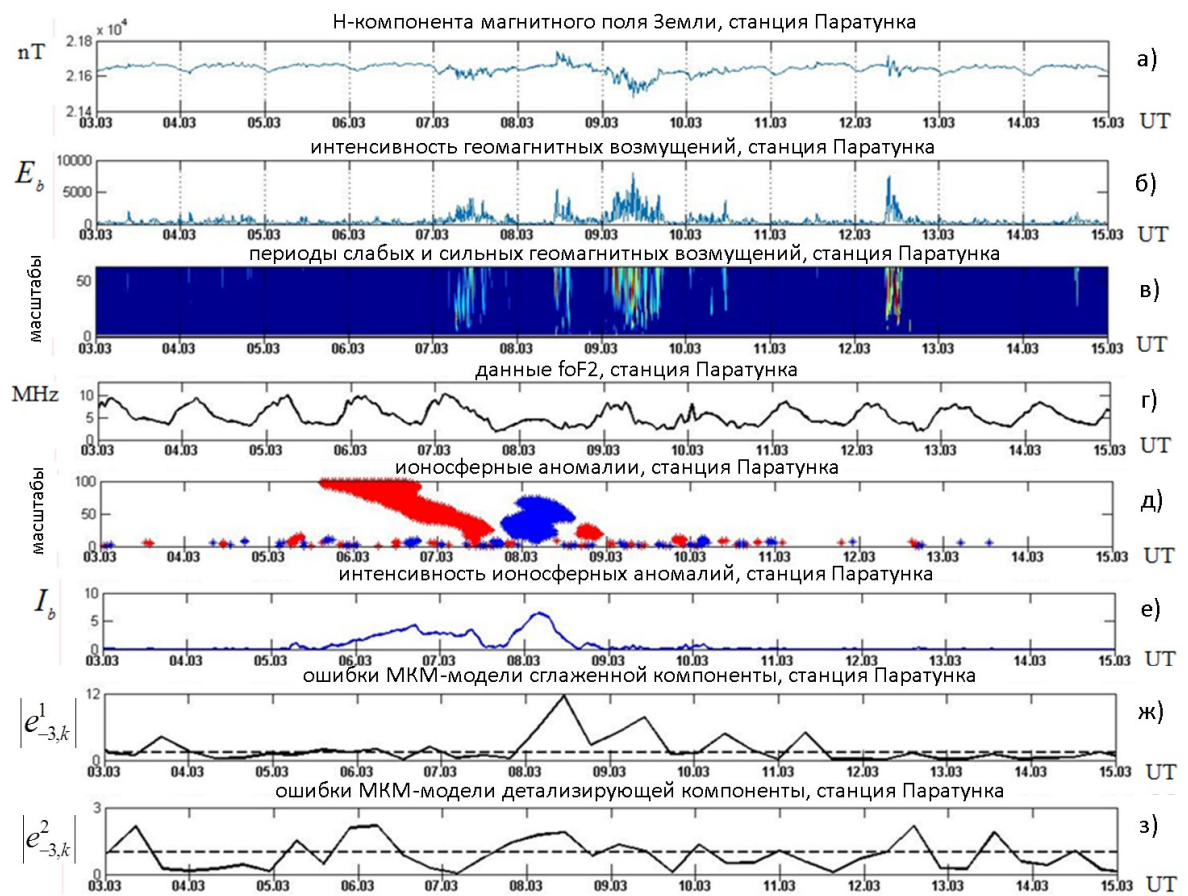 Н-компонента магнитного поля Земли, станция Паратунка
2.18 x 10⁴
nT
2.16
2.14
03.03 04.03 05.03 06.03 07.03 08.03 09.03 10.03 11.03 12.03 13.03 14.03 15.03 UT
а)
интенсивность геомагнитных возмущений, станция Паратунка
10000
E_b
5000
0
03.03 04.03 05.03 06.03 07.03 08.03 09.03 10.03 11.03 12.03 13.03 14.03 15.03 UT
б)
периоды слабых и сильных геомагнитных возмущений, станция Паратунка
масштабы
50
0
03.03 04.03 05.03 06.03 07.03 08.03 09.03 10.03 11.03 12.03 13.03 14.03 15.03 UT
в)
данные foF2, станция Паратунка
MHz
10
5
0
03.03 04.03 05.03 06.03 07.03 08.03 09.03 10.03 11.03 12.03 13.03 14.03 15.03 UT
г)
ионосферные аномалии, станция Паратунка
масштабы
100
50
0
03.03 04.03 05.03 06.03 07.03 08.03 09.03 10.03 11.03 12.03 13.03 14.03 15.03 UT
д)
интенсивность ионосферных аномалий, станция Паратунка
I_b
10
5
0
03.03 04.03 05.03 06.03 07.03 08.03 09.03 10.03 11.03 12.03 13.03 14.03 15.03 UT
е)
ошибки МКМ-модели сглаженной компоненты, станция Паратунка
12
|e¹₋₃,k|
0
03.03 04.03 05.03 06.03 07.03 08.03 09.03 10.03 11.03 12.03 13.03 14.03 15.03 UT
ж)
ошибки МКМ-модели детализирующей компоненты, станция Паратунка
3
|e²₋₃,k|
0
03.03 04.03 05.03 06.03 07.03 08.03 09.03 10.03 11.03 12.03 13.03 14.03 15.03 UT
з)